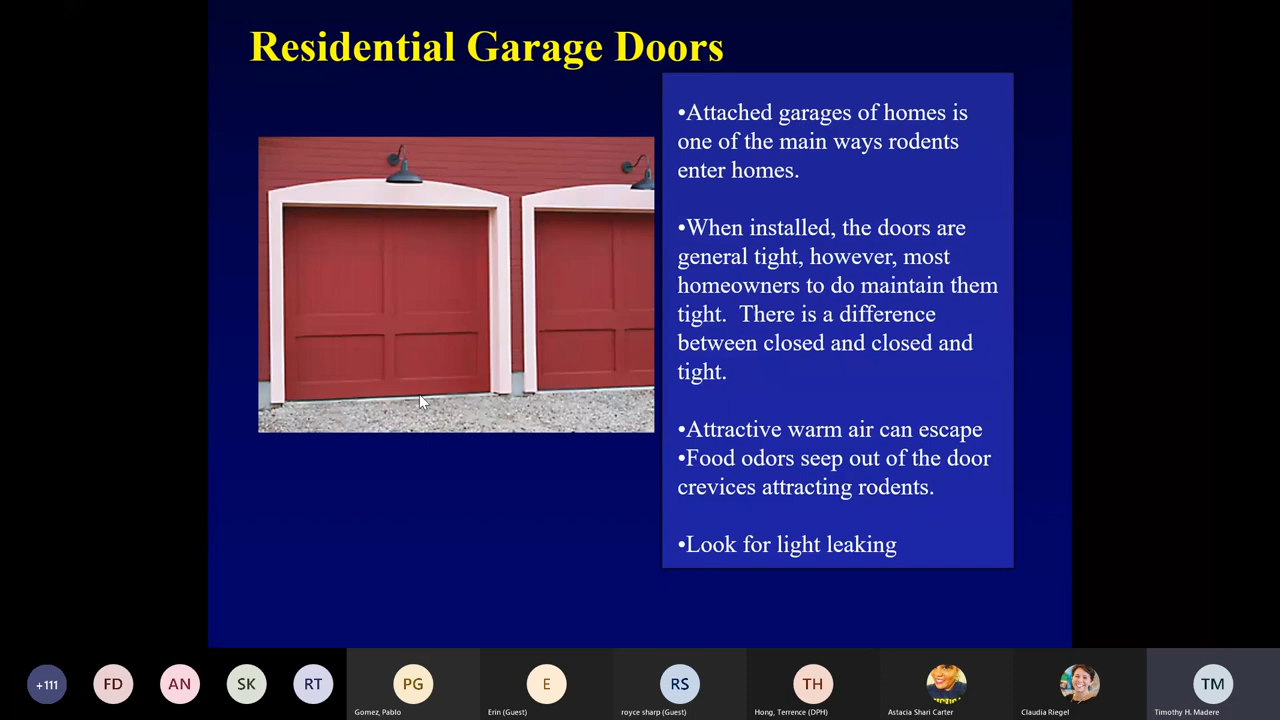 Residential Garage Doors
•Attached garages of homes is
one of the main ways rodents
enter homes.
•When installed, the doors are
general tight, however, most
homeowners to do maintain them
tight.  There is a difference
between closed and closed and
tight.
•Attractive warm air can escape
•Food odors seep out of the door
crevices attracting rodents.
•Look for light leaking
+111
FD
AN
SK
RT
PG
E
RS
TH
TM
Gomez, Pablo
Erin (Guest)
royce sharp (Guest)
Hong, Terrence (DPH)
Astacia Shari Carter
Claudia Riegel
Timothy H. Madere